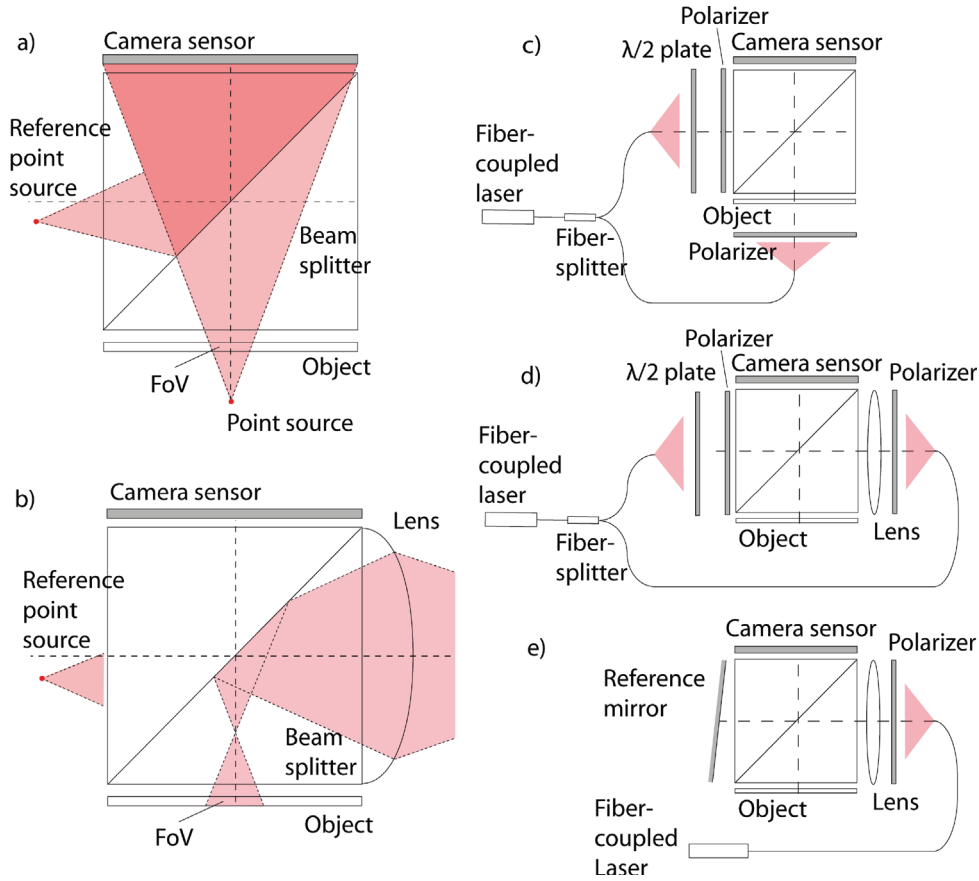 a)
Camera sensor
Reference
point
source
Beam
splitter
FoV
Object
Point source
b)
Camera sensor
Lens
Reference
point
source
Beam
splitter
FoV
Object
c)
Polarizer
λ/2 plate
Camera sensor
Fiber-
coupled
laser
Fiber-
splitter
Object
Polarizer
d)
Polarizer
λ/2 plate
Camera sensor
Polarizer
Fiber-
coupled
laser
Fiber-
splitter
Object
Lens
e)
Camera sensor
Polarizer
Reference
mirror
Object
Lens
Fiber-
coupled
Laser